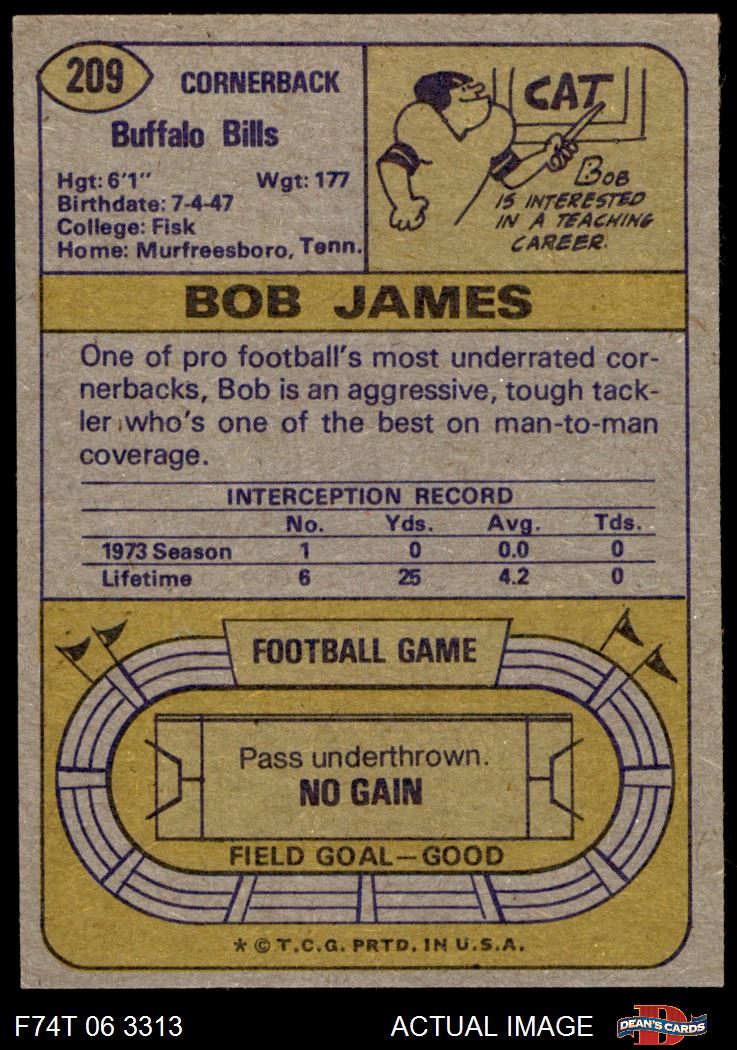 209
CORNERBACK
Buffalo Bills
Hgt: 6'1" Wgt: 177
Birthdate: 7-4-47
College: Fisk
Home: Murfreesboro, Tenn.
CAT
BOB
IS INTERESTED
IN A TEACHING
CAREER.
BOB JAMES
One of pro football's most underrated cor-
nerbacks, Bob is an aggressive, tough tack-
ler who's one of the best on man-to-man
coverage.
INTERCEPTION RECORD
No. Yds. Avg. Tds.
1973 Season 1 0 0.0 0
Lifetime 6 25 4.2 0
FOOTBALL GAME
Pass underthrown.
NO GAIN
FIELD GOAL—GOOD
* © T.C.G. PRTD. IN U.S.A.
F74T 06 3313 ACTUAL IMAGE
D
DEAN'S CARDS